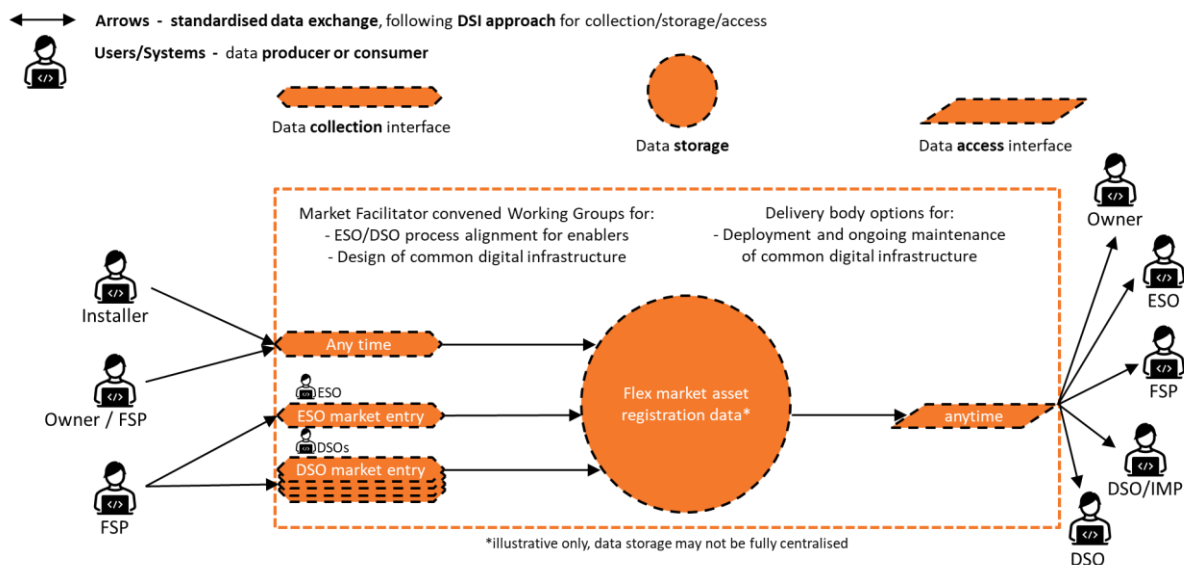 Arrows - standardised data exchange, following DSI approach for collection/storage/access
Users/Systems - data producer or consumer
</>
Data collection interface
Data storage
Data access interface
Market Facilitator convened Working Groups for:
- ESO/DSO process alignment for enablers
- Design of common digital infrastructure
Delivery body options for:
- Deployment and ongoing maintenance
of common digital infrastructure
</>
Installer
</>
Owner / FSP
</>
FSP
Any time
ESO
ESO market entry
DSOs
DSO market entry
Flex market asset
registration data*
anytime
</>
Owner
</>
ESO
</>
FSP
</>
DSO/IMP
</>
DSO
*illustrative only, data storage may not be fully centralised